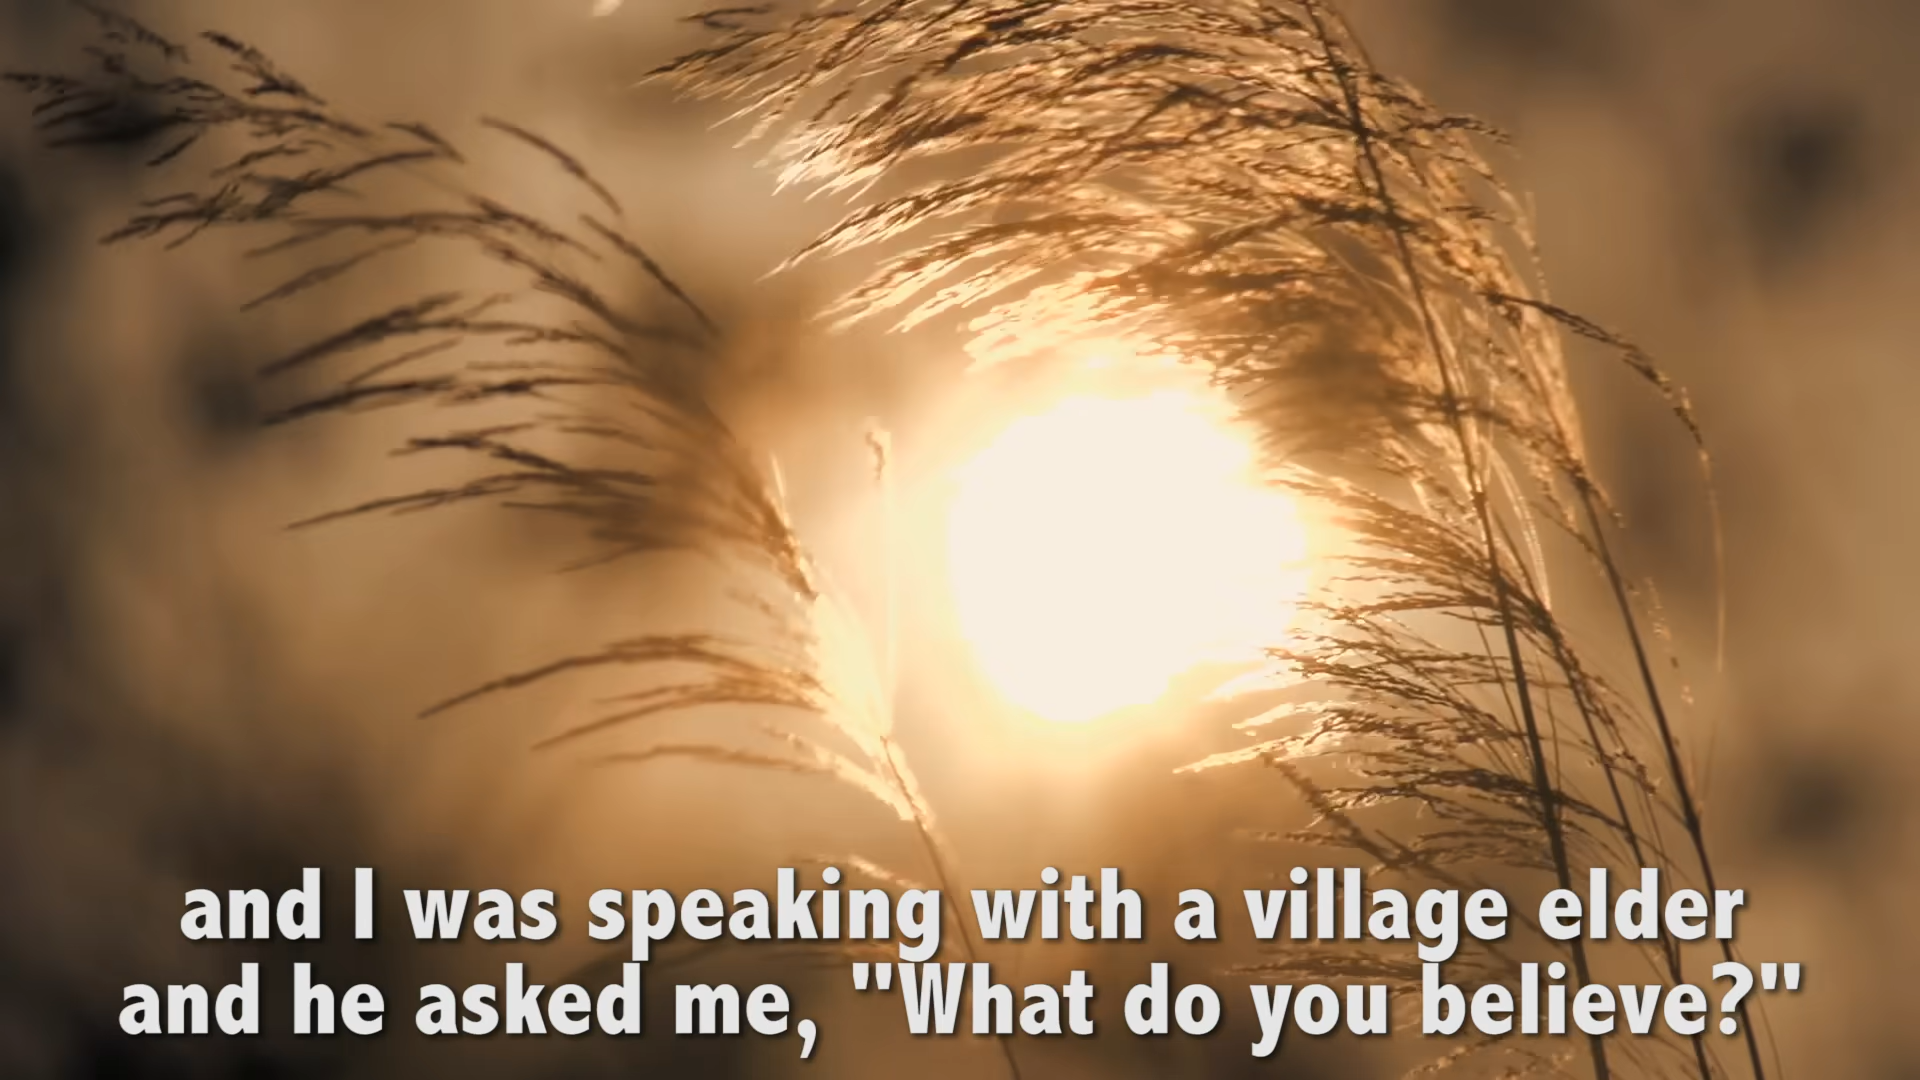 and I was speaking with a village elder
and he asked me, "What do you believe?"